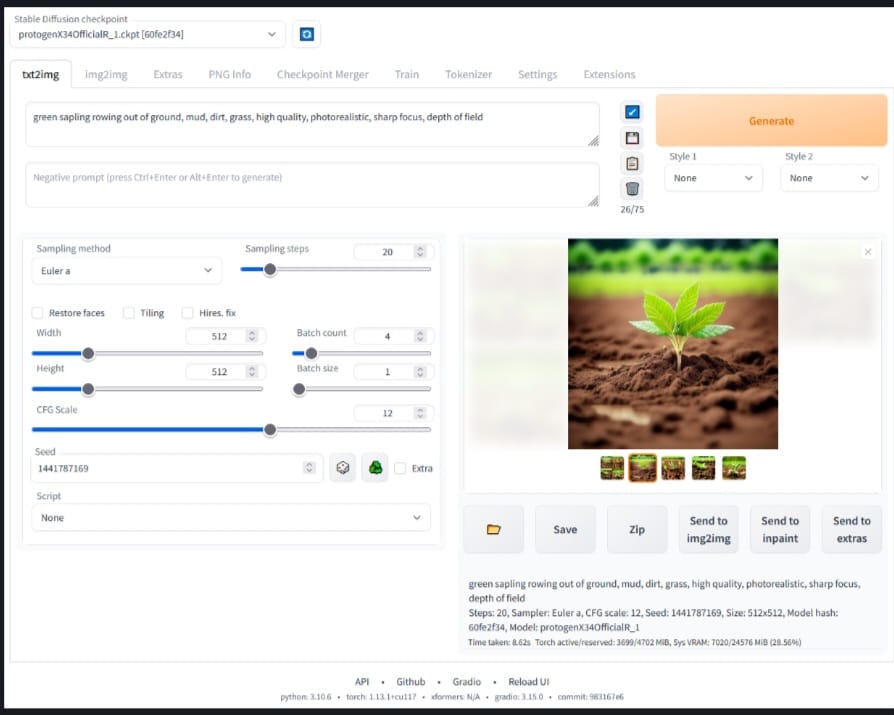 Stable Diffusion checkpoint
protogenX34OfficialR_1.ckpt [60fe2f34]
txt2img img2img Extras PNG Info Checkpoint Merger Train Tokenizer Settings Extensions
green sapling rowing out of ground, mud, dirt, grass, high quality, photorealistic, sharp focus, depth of field
Negative prompt (press Ctrl+Enter or Alt+Enter to generate)
26/75
Generate
Style 1 Style 2
None None
Sampling method Sampling steps 20
Euler a
Restore faces Tiling Hires. fix
Width 512 Batch count 4
Height 512 Batch size 1
CFG Scale 12
Seed
1441787169 Extra
Script
None
Save Zip Send to img2img Send to inpaint Send to extras
green sapling rowing out of ground, mud, dirt, grass, high quality, photorealistic, sharp focus,
depth of field
Steps: 20, Sampler: Euler a, CFG scale: 12, Seed: 1441787169, Size: 512x512, Model hash:
60fe2f34, Model: protogenX34OfficialR_1
Time taken: 8.62s Torch active/reserved: 3699/4702 MiB, Sys VRAM: 7020/24576 MiB (28.56%)
API • Github • Gradio • Reload UI
python: 3.10.6 • torch: 1.13.1+cu117 • xformers: N/A • gradio: 3.15.0 • commit: 983167e6